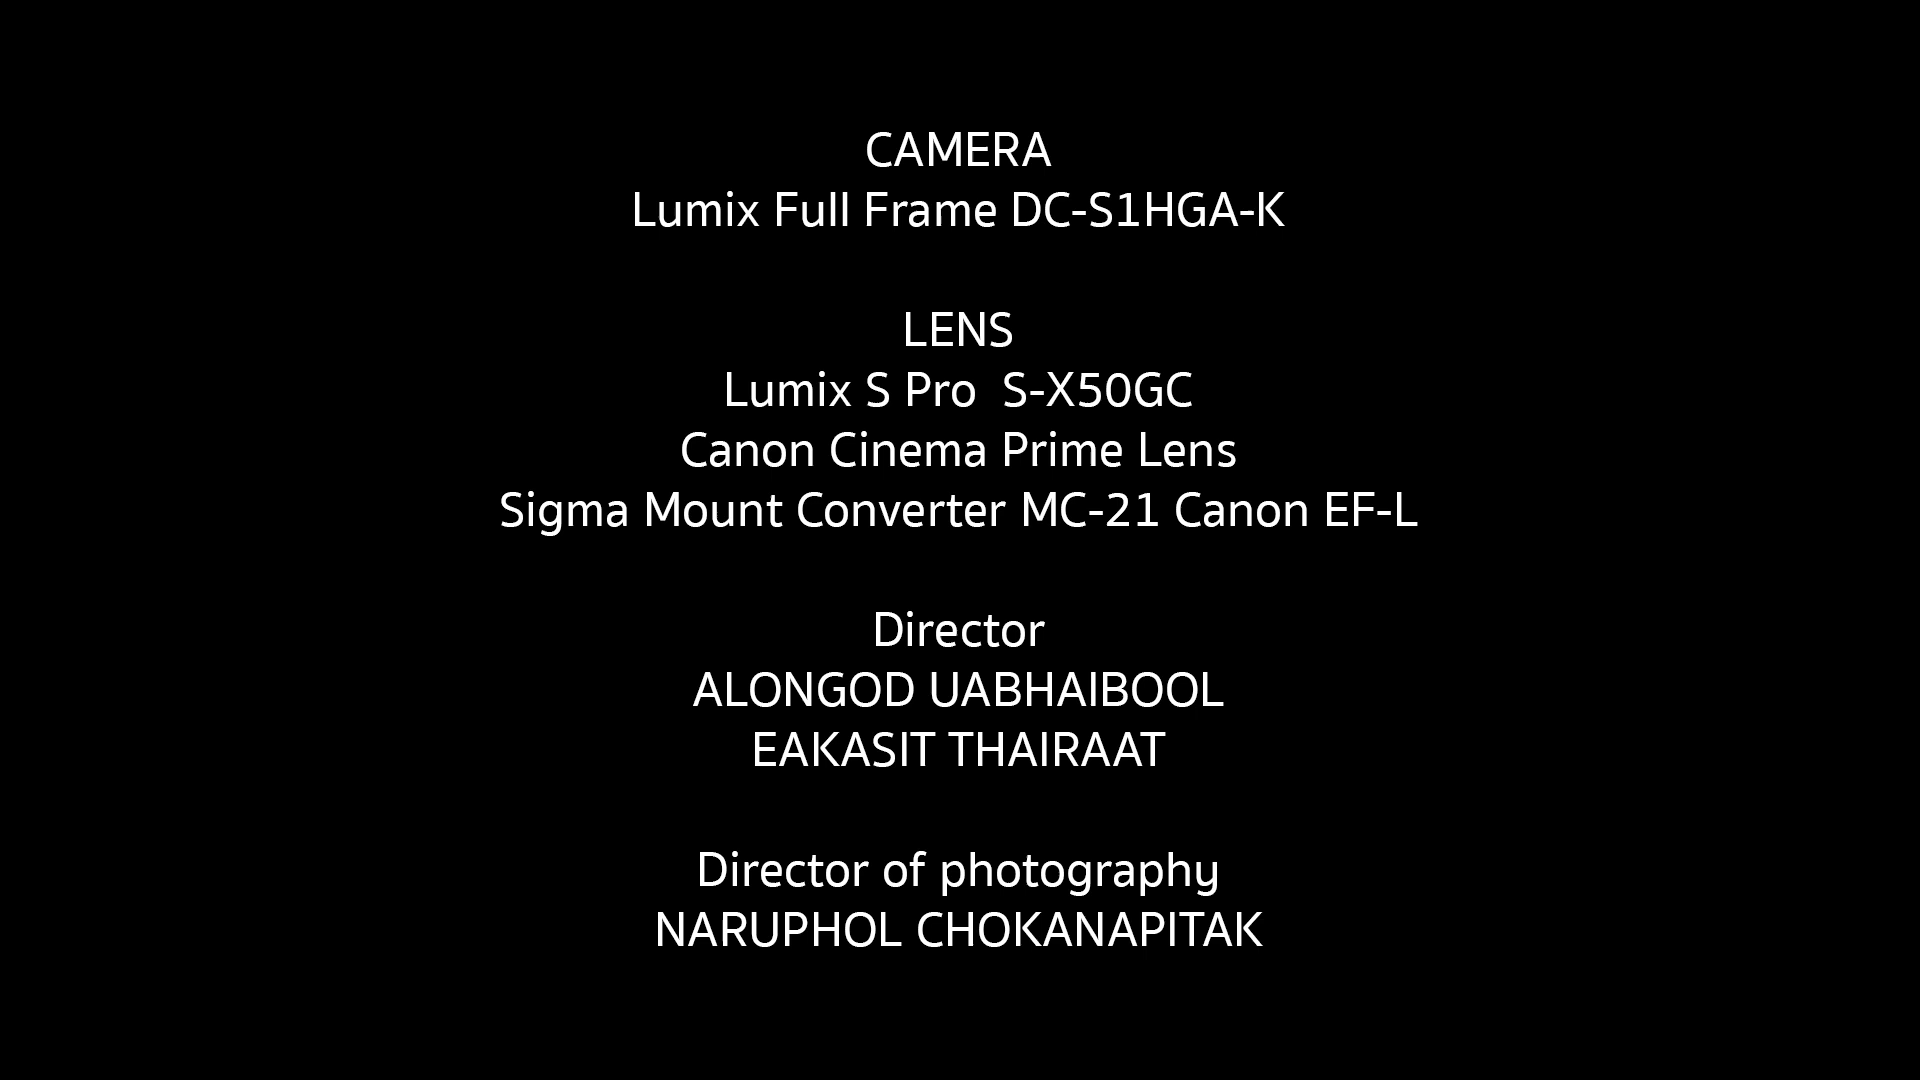 CAMERA
Lumix Full Frame DC-S1HGA-K
LENS
Lumix S Pro  S-X50GC
Canon Cinema Prime Lens
Sigma Mount Converter MC-21 Canon EF-L
Director
ALONGOD UABHAIBOOL
EAKASIT THAIRAAT
Director of photography
NARUPHOL CHOKANAPITAK